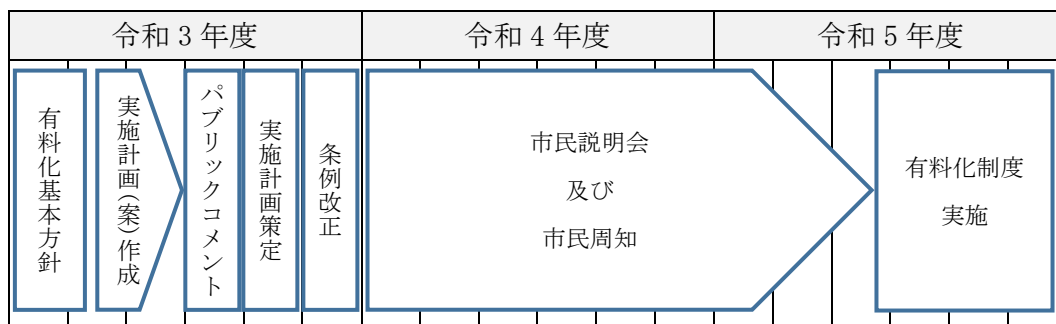 令和3年度
令和4年度
令和5年度
有料化基本方針
実施計画(案)作成
パブリックコメント
実施計画策定
条例改正
市民説明会
及び
市民周知
有料化制度
実施